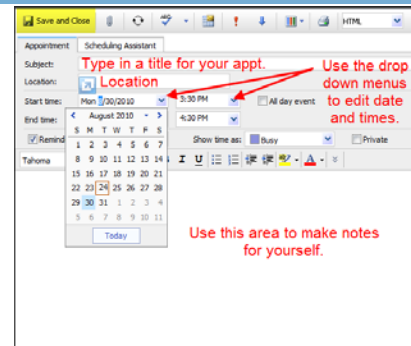 Save and Close HTML
Appointment Scheduling Assistant
Subject: Type in a title for your appt.
Location: Location
Use the drop down menus to edit date and times.
Start time: Mon 8/30/2010 3:30 PM All day event
End time: 4:30 PM
August 2010
S M T W T F S
1 2 3 4 5 6 7
8 9 10 11 12 13 14
15 16 17 18 19 20 21
22 23 24 25 26 27 28
29 30 31 1 2 3 4
5 6 7 8 9 10 11
Today
Remind Show time as: Busy Private
Tahoma I U
Use this area to make notes
for yourself.